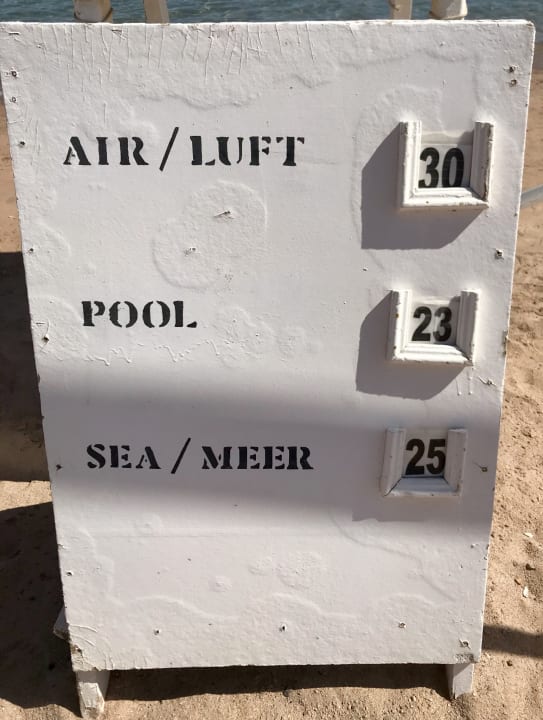 AIR / LUFT 30
POOL 23
SEA / MEER 25